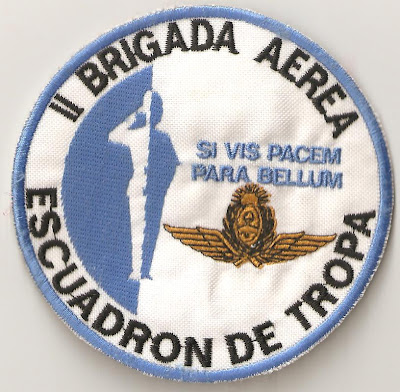 II BRIGADA AEREA
SI VIS PACEM
PARA BELLUM
ESCUADRON DE TROPA